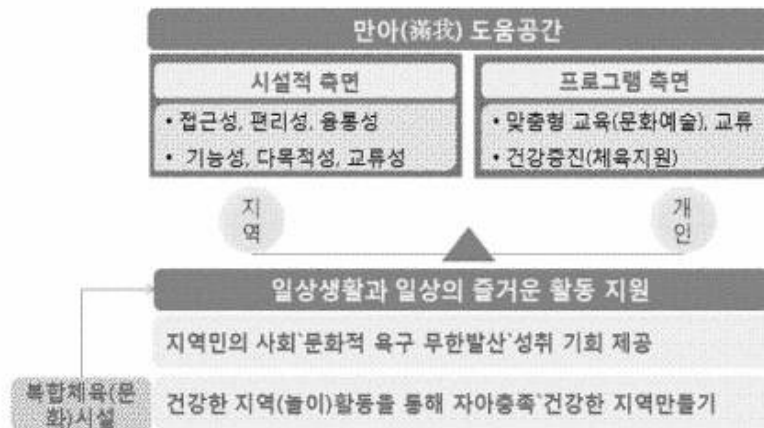 만아(滿我) 도움공간
시설적 측면
• 접근성, 편리성, 융통성
• 기능성, 다목적성, 교류성
프로그램 측면
• 맞춤형 교육(문화예술), 교류
• 건강증진(체육지원)
지
역
개
인
일상생활과 일상의 즐거운 활동 지원
지역민의 사회`문화적 욕구 무한발산`성취 기회 제공
복합체육(문
화)시설
건강한 지역(놀이)활동을 통해 자아충족`건강한 지역만들기